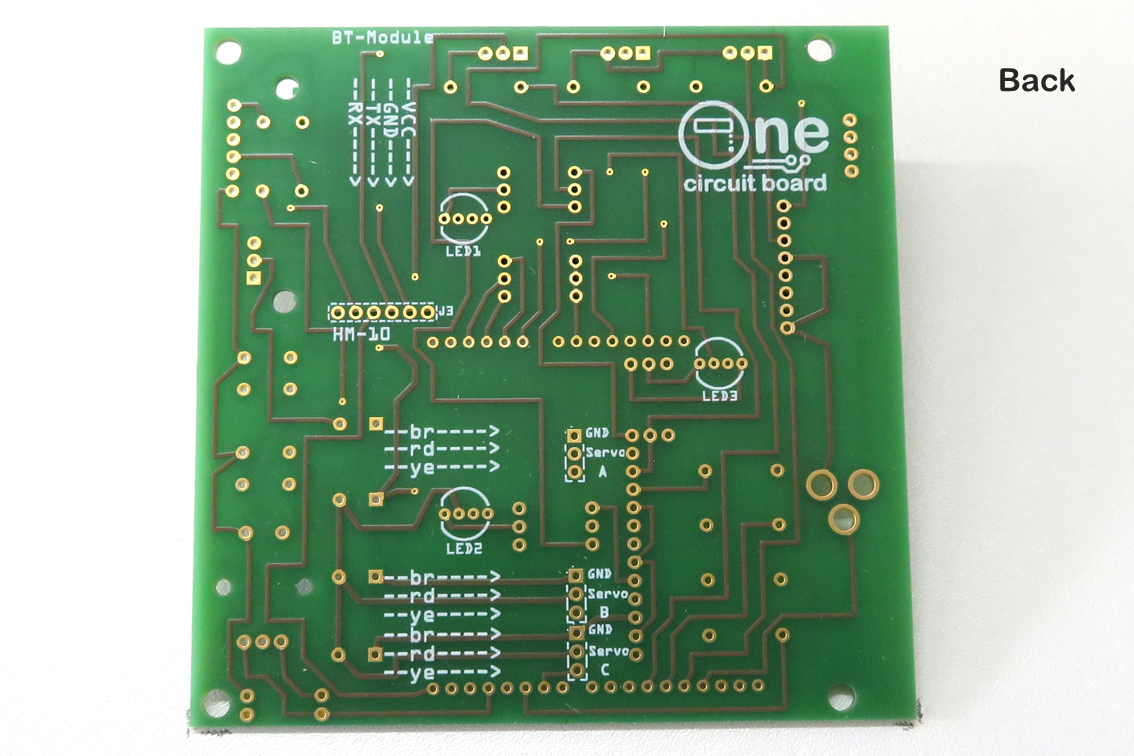 Back
BT-Module
--RX------>
--TX----->
--GND--->
--VCC---->
One
circuit board
LED1
J3
HM-10
LED3
--br---->
--rd---->
--ye---->
GND
Servo
A
LED2
--br---->
--rd---->
--ye---->
GND
Servo
B
--br---->
--rd---->
--ye---->
GND
Servo
C